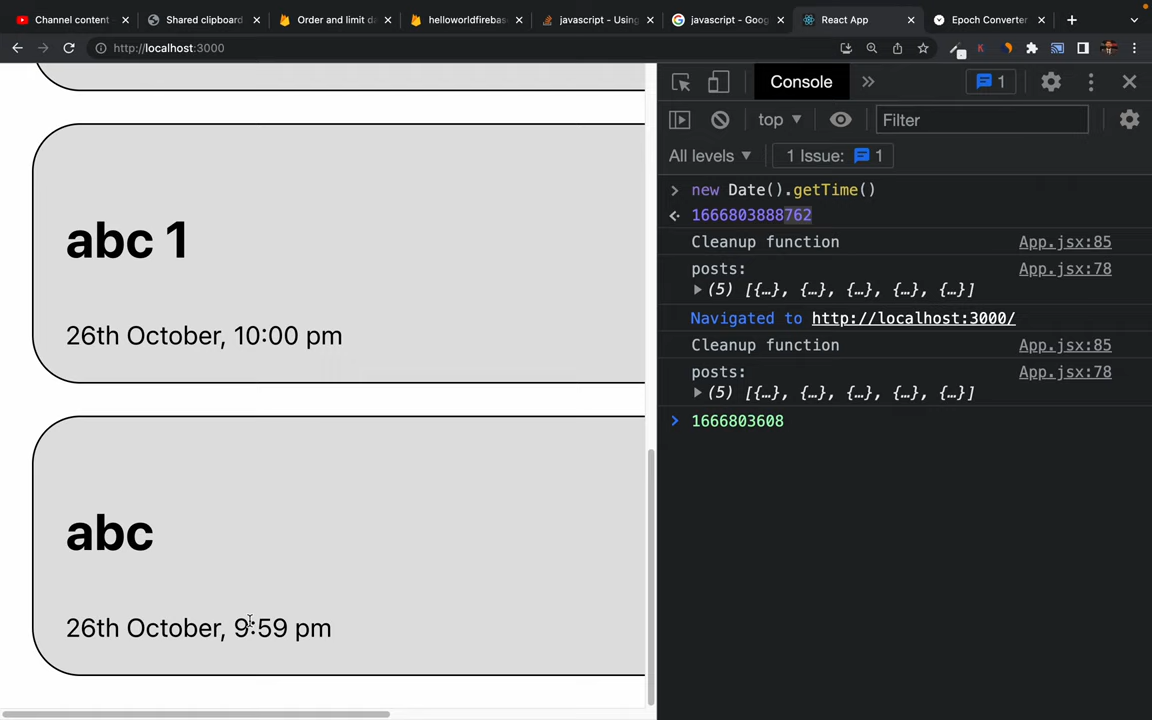 Channel content
Shared clipboard
Order and limit da
helloworldfirebase
javascript - Using
javascript - Goog
React App
Epoch Converter
http://localhost:3000
K
Console
1
top
Filter
All levels
1 Issue: 1
new Date().getTime()
1666803888762
Cleanup function App.jsx:85
posts: App.jsx:78
(5) [{…}, {…}, {…}, {…}, {…}]
Navigated to http://localhost:3000/
Cleanup function App.jsx:85
posts: App.jsx:78
(5) [{…}, {…}, {…}, {…}, {…}]
1666803608
abc 1
26th October, 10:00 pm
abc
26th October, 9:59 pm